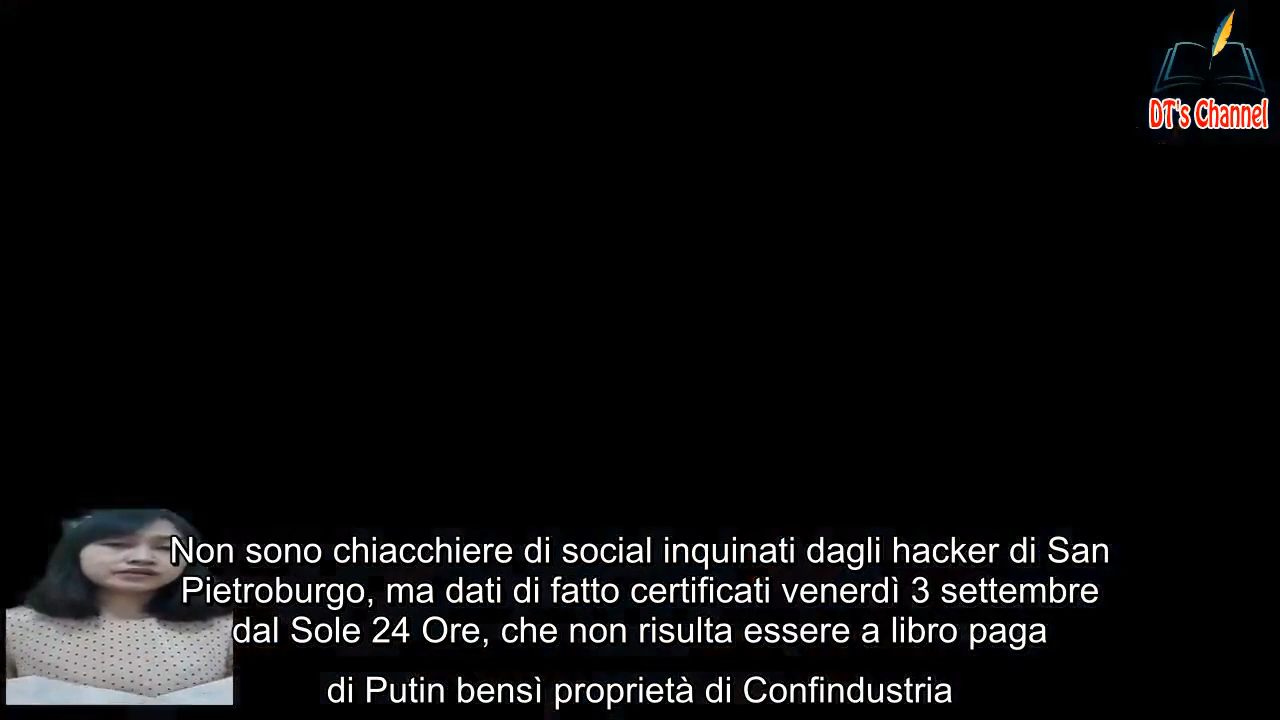 DT's Channel
Non sono chiacchiere di social inquinati dagli hacker di San
Pietroburgo, ma dati di fatto certificati venerdì 3 settembre
dal Sole 24 Ore, che non risulta essere a libro paga
di Putin bensì proprietà di Confindustria